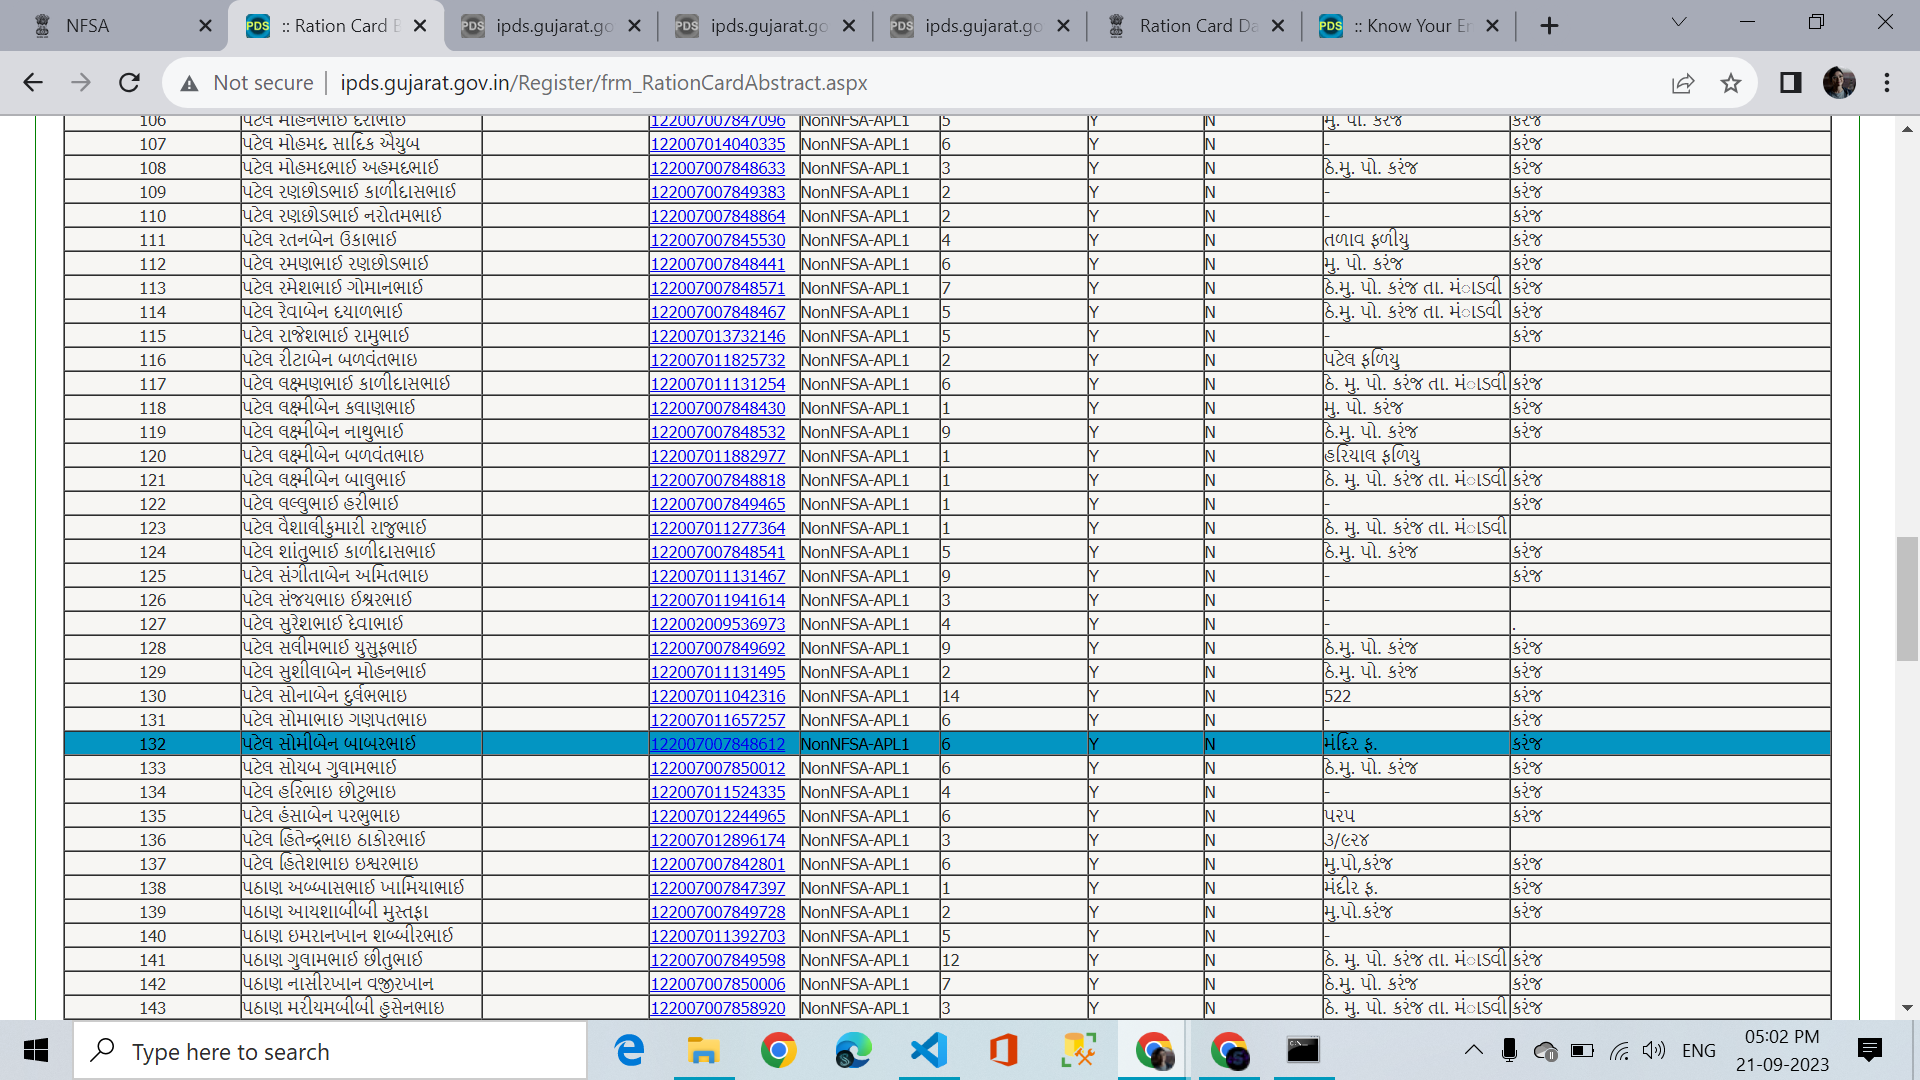 NFSA :: Ration Card B ipds.gujarat.go ipds.gujarat.go ipds.gujarat.go Ration Card Da :: Know Your En
Not secure ipds.gujarat.gov.in/Register/frm_RationCardAbstract.aspx
106 પટેલ મોહનભાઈ દેરાભાઈ 122007007847096 NonNFSA-APL1 5 Y N મુ. પો. કરંજ કરંજ
107 પટેલ મોહમદ સાદિક ઐયુબ 122007014040335 NonNFSA-APL1 6 Y N - કરંજ
108 પટેલ મોહમદભાઈ અહમદભાઈ 122007007848633 NonNFSA-APL1 3 Y N ઠે.મુ. પો. કરંજ કરંજ
109 પટેલ રણછોડભાઈ કાળીદાસભાઈ 122007007849383 NonNFSA-APL1 2 Y N - કરંજ
110 પટેલ રણછોડભાઈ નરોતમભાઈ 122007007848864 NonNFSA-APL1 2 Y N - કરંજ
111 પટેલ રતનબેન ઉકાભાઈ 122007007845530 NonNFSA-APL1 4 Y N તળાવ ફળીયુ કરંજ
112 પટેલ રમણભાઈ રણછોડભાઈ 122007007848441 NonNFSA-APL1 6 Y N મુ. પો. કરંજ કરંજ
113 પટેલ રમેશભાઈ ગોમાનભાઈ 122007007848571 NonNFSA-APL1 7 Y N ઠે.મુ. પો. કરંજ તા. મંાડવી કરંજ
114 પટેલ રેવાબેન દયાળભાઈ 122007007848467 NonNFSA-APL1 5 Y N ઠે.મુ. પો. કરંજ તા. મંાડવી કરંજ
115 પટેલ રાજેશભાઈ રામુભાઈ 122007013732146 NonNFSA-APL1 5 Y N - કરંજ
116 પટેલ રીટાબેન બળવંતભાઇ 122007011825732 NonNFSA-APL1 2 Y N પટેલ ફળિયુ
117 પટેલ લક્ષ્મણભાઈ કાળીદાસભાઈ 122007011131254 NonNFSA-APL1 6 Y N ઠે. મુ. પો. કરંજ તા. મંાડવી કરંજ
118 પટેલ લક્ષ્મીબેન કલાણભાઈ 122007007848430 NonNFSA-APL1 1 Y N મુ. પો. કરંજ કરંજ
119 પટેલ લક્ષ્મીબેન નાથુભાઈ 122007007848532 NonNFSA-APL1 9 Y N ઠે.મુ. પો. કરંજ કરંજ
120 પટેલ લક્ષ્મીબેન બળવંતભાઇ 122007011882977 NonNFSA-APL1 1 Y N હરિયાલ ફળિયુ
121 પટેલ લક્ષ્મીબેન બાલુભાઈ 122007007848818 NonNFSA-APL1 1 Y N ઠે. મુ. પો. કરંજ તા. મંાડવી કરંજ
122 પટેલ લલ્લુભાઈ હરીભાઈ 122007007849465 NonNFSA-APL1 1 Y N - કરંજ
123 પટેલ વૈશાલીકુમારી રાજુભાઈ 122007011277364 NonNFSA-APL1 1 Y N ઠે. મુ. પો. કરંજ તા. મંાડવી
124 પટેલ શાંતુભાઈ કાળીદાસભાઈ 122007007848541 NonNFSA-APL1 5 Y N ઠે.મુ. પો. કરંજ કરંજ
125 પટેલ સંગીતાબેન અમિતભાઇ 122007011131467 NonNFSA-APL1 9 Y N - કરંજ
126 પટેલ સંજયભાઇ ઈશ્વરભાઈ 122007011941614 NonNFSA-APL1 3 Y N -
127 પટેલ સુરેશભાઈ દેવાભાઈ 122002009536973 NonNFSA-APL1 4 Y N - .
128 પટેલ સલીમભાઈ યુસુફભાઈ 122007007849692 NonNFSA-APL1 9 Y N ઠે.મુ. પો. કરંજ કરંજ
129 પટેલ સુશીલાબેન મોહનભાઈ 122007011131495 NonNFSA-APL1 2 Y N ઠે.મુ. પો. કરંજ કરંજ
130 પટેલ સોનાબેન દુર્લભભાઇ 122007011042316 NonNFSA-APL1 14 Y N 522 કરંજ
131 પટેલ સોમાભાઇ ગણપતભાઇ 122007011657257 NonNFSA-APL1 6 Y N - કરંજ
132 પટેલ સોમીબેન બાબરભાઈ 122007007848612 NonNFSA-APL1 6 Y N મંદિર ફ. કરંજ
133 પટેલ સોયબ ગુલામભાઈ 122007007850012 NonNFSA-APL1 6 Y N ઠે.મુ. પો. કરંજ કરંજ
134 પટેલ હરિભાઇ છોટુભાઇ 122007011524335 NonNFSA-APL1 4 Y N - કરંજ
135 પટેલ હંસાબેન પરભુભાઇ 122007012244965 NonNFSA-APL1 6 Y N ૫૨૫ કરંજ
136 પટેલ હિતેન્દ્રભાઇ ઠાકોરભાઈ 122007012896174 NonNFSA-APL1 3 Y N ૩/૯૨૪
137 પટેલ હિતેશભાઇ ઇશ્વરભાઇ 122007007842801 NonNFSA-APL1 6 Y N મુ.પો,કરંજ કરંજ
138 પઠાણ અબ્બાસભાઈ ખામિયાભાઈ 122007007847397 NonNFSA-APL1 1 Y N મંદીર ફ. કરંજ
139 પઠાણ આયશાબીબી મુસ્તફા 122007007849728 NonNFSA-APL1 2 Y N મુ.પો.કરંજ કરંજ
140 પઠાણ ઇમરાનખાન શબ્બીરભાઈ 122007011392703 NonNFSA-APL1 5 Y N -
141 પઠાણ ગુલામભાઈ છીતુભાઈ 122007007849598 NonNFSA-APL1 12 Y N ઠે. મુ. પો. કરંજ તા. મંાડવી કરંજ
142 પઠાણ નાસીરખાન વજીરખાન 122007007850006 NonNFSA-APL1 7 Y N ઠે.મુ. પો. કરંજ કરંજ
143 પઠાણ મરીયમબીબી હુસેનભાઇ 122007007858920 NonNFSA-APL1 3 Y N ઠે. મુ. પો. કરંજ તા. મંાડવી કરંજ
Type here to search ENG 05:02 PM
21-09-2023